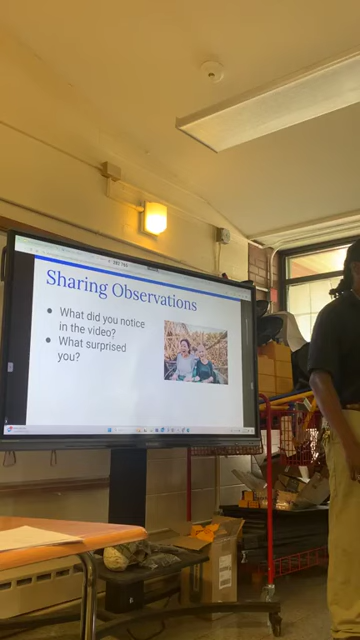 Sharing Observations
• What did you notice
in the video?
• What surprised
you?